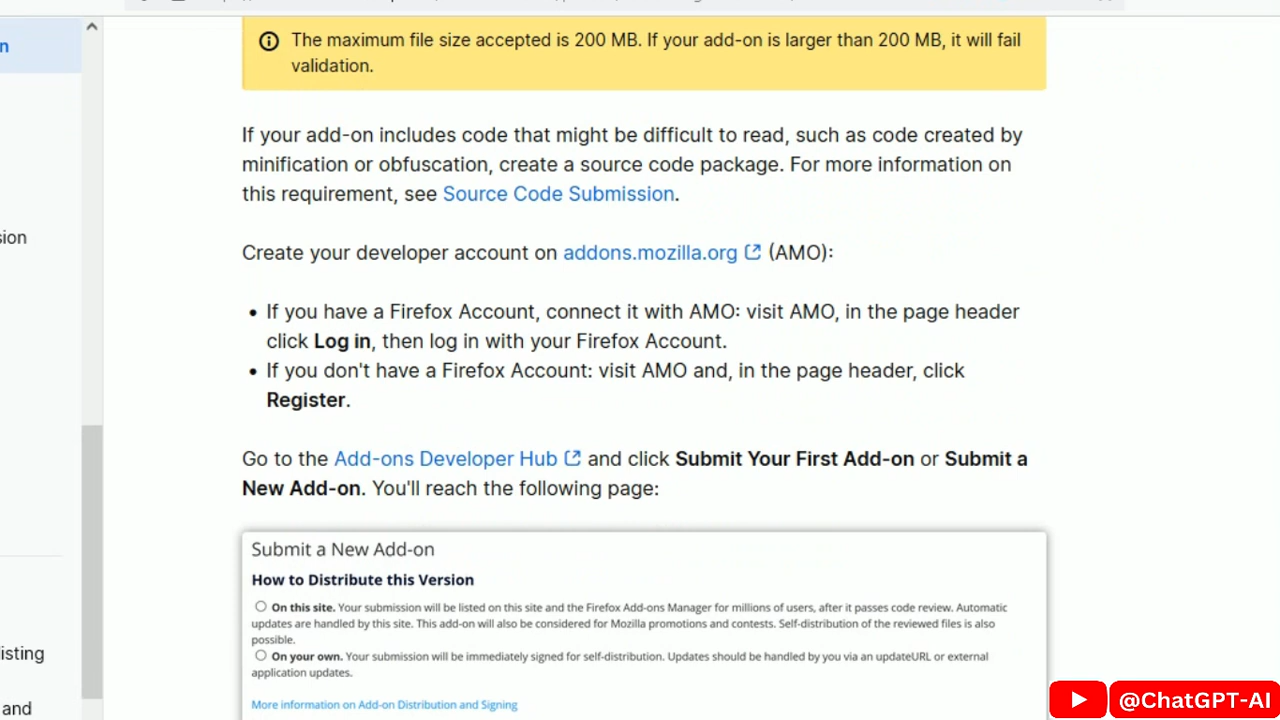 The maximum file size accepted is 200 MB. If your add-on is larger than 200 MB, it will fail
validation.
n
If your add-on includes code that might be difficult to read, such as code created by
minification or obfuscation, create a source code package. For more information on
this requirement, see Source Code Submission.
sion
Create your developer account on addons.mozilla.org (AMO):
• If you have a Firefox Account, connect it with AMO: visit AMO, in the page header
click Log in, then log in with your Firefox Account.
• If you don't have a Firefox Account: visit AMO and, in the page header, click
Register.
Go to the Add-ons Developer Hub and click Submit Your First Add-on or Submit a
New Add-on. You'll reach the following page:
Submit a New Add-on
How to Distribute this Version
On this site. Your submission will be listed on this site and the Firefox Add-ons Manager for millions of users, after it passes code review. Automatic
updates are handled by this site. This add-on will also be considered for Mozilla promotions and contests. Self-distribution of the reviewed files is also
possible.
On your own. Your submission will be immediately signed for self-distribution. Updates should be handled by you via an updateURL or external
application updates.
More information on Add-on Distribution and Signing
listing
and
@ChatGPT-AI